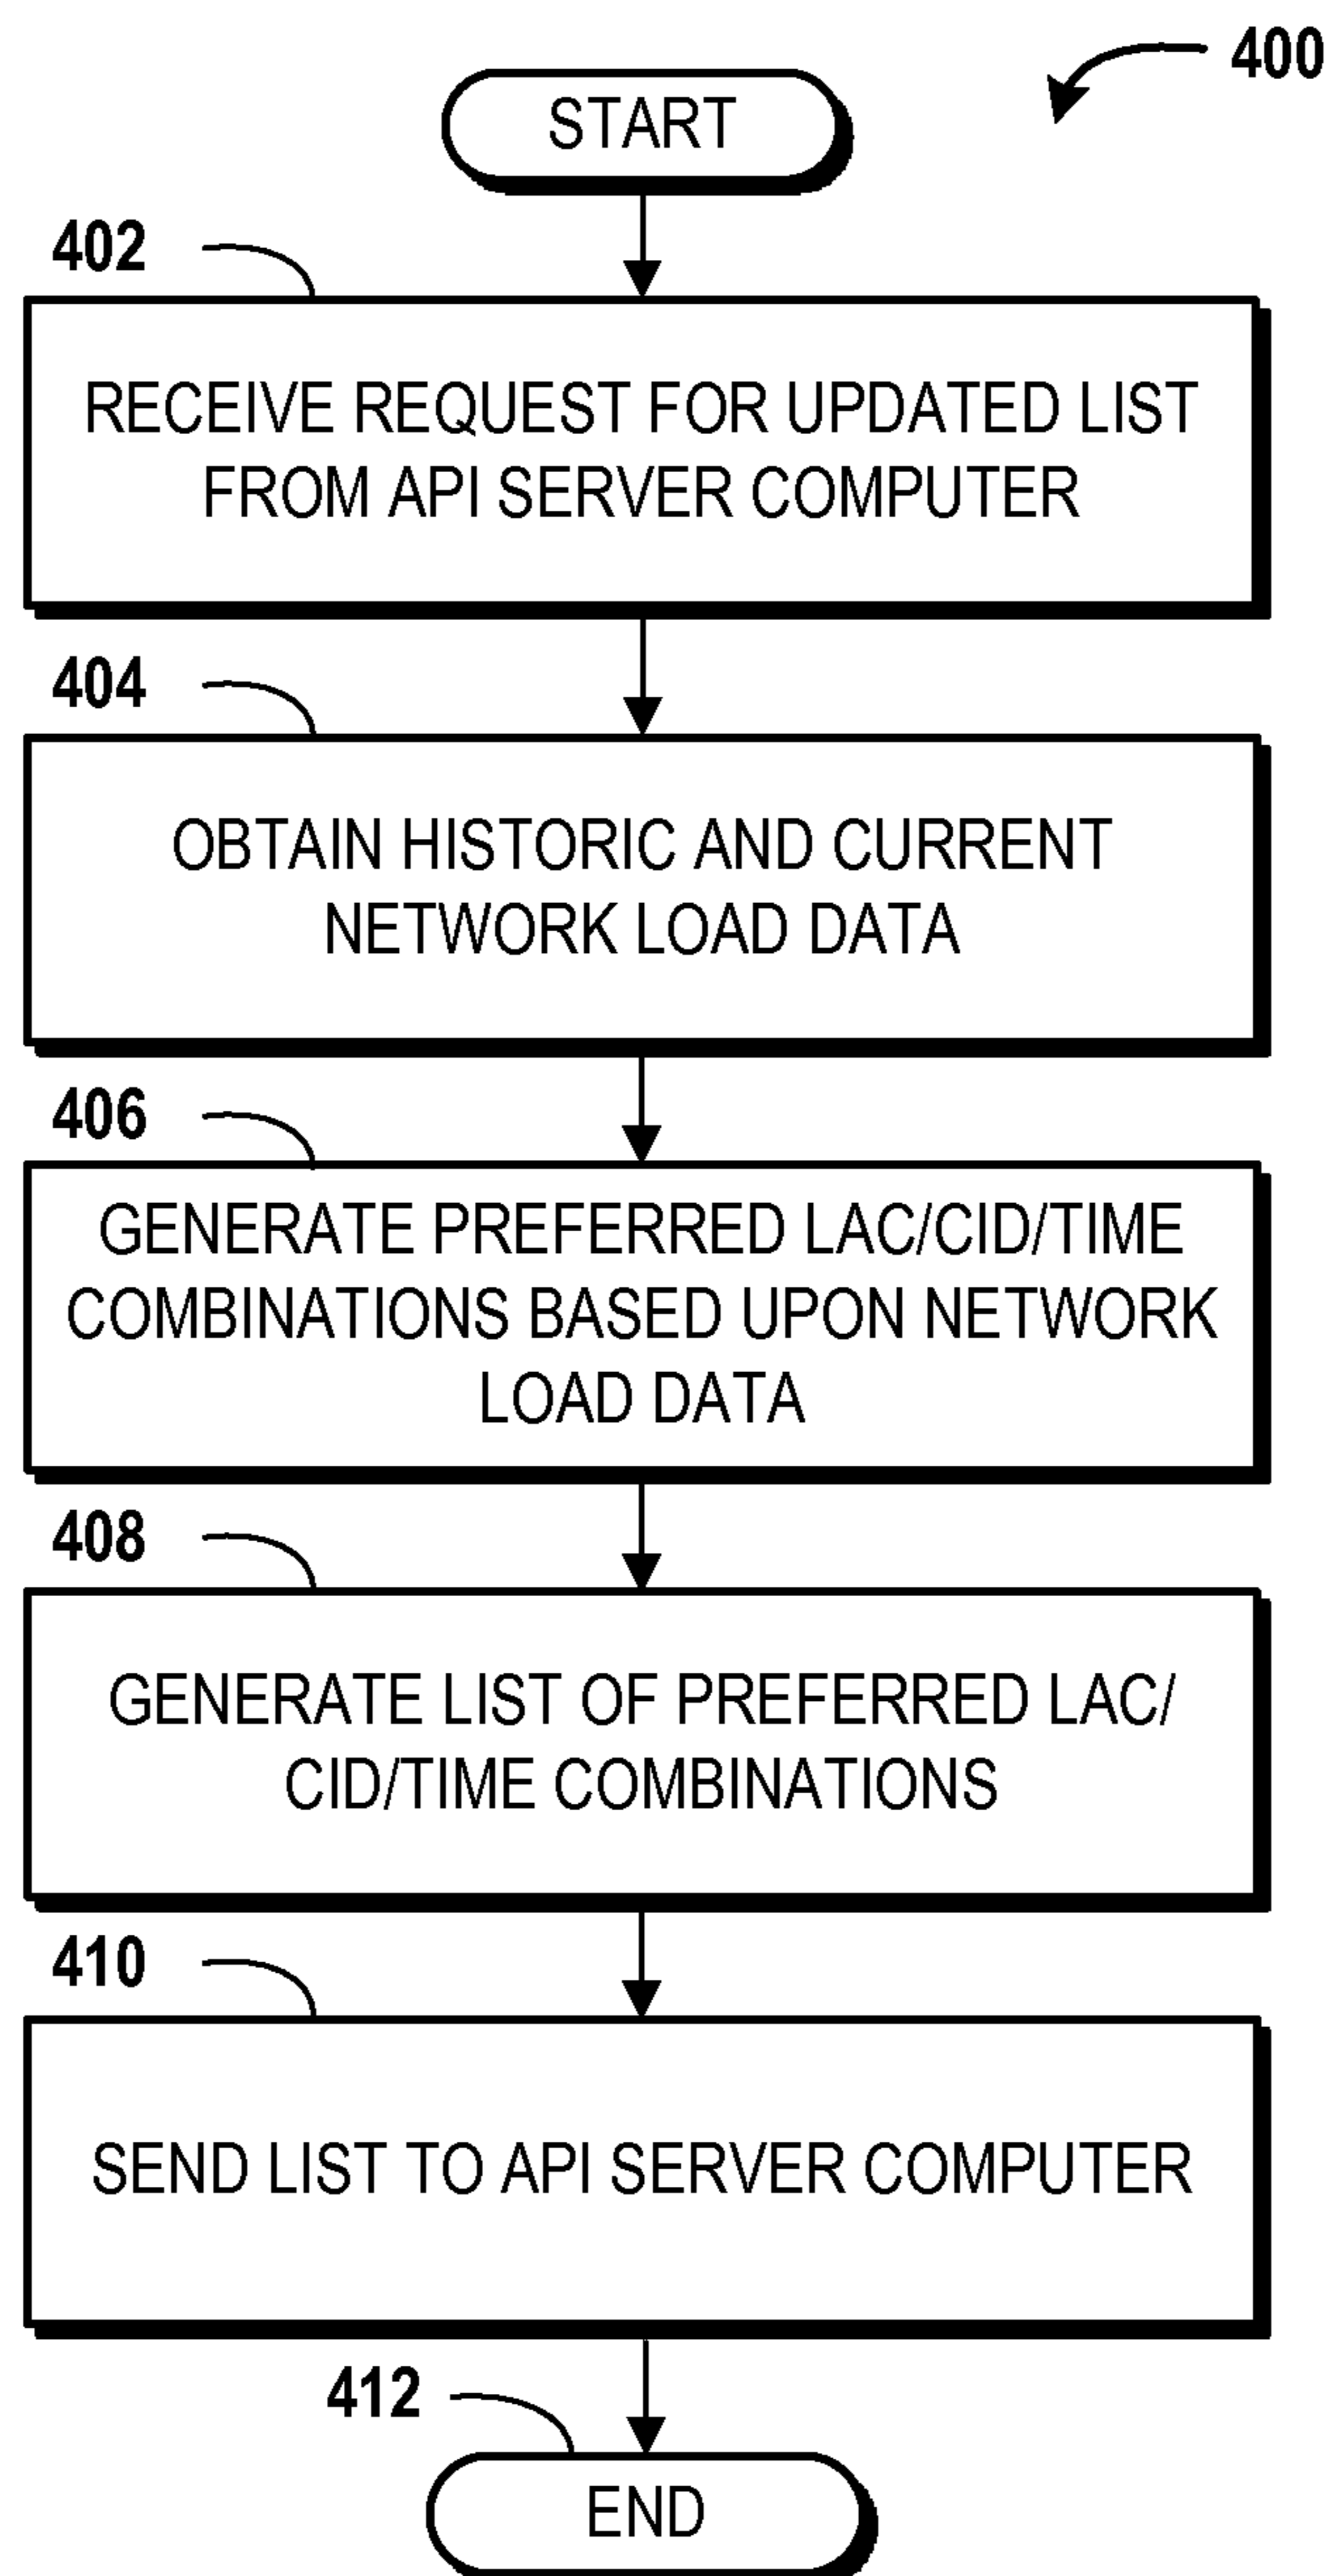 400
START
402
RECEIVE REQUEST FOR UPDATED LIST
FROM API SERVER COMPUTER
404
OBTAIN HISTORIC AND CURRENT
NETWORK LOAD DATA
406
GENERATE PREFERRED LAC/CID/TIME
COMBINATIONS BASED UPON NETWORK
LOAD DATA
408
GENERATE LIST OF PREFERRED LAC/
CID/TIME COMBINATIONS
410
SEND LIST TO API SERVER COMPUTER
412
END